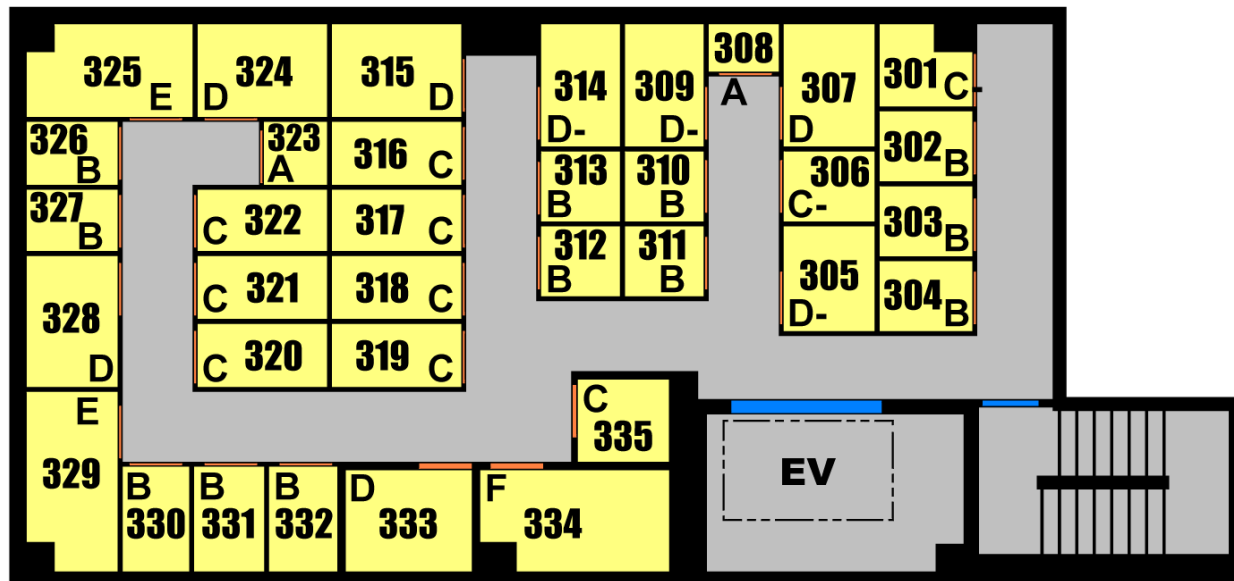 325 E
D 324
315 D
314 D-
309 D-
308 A
307 D
301 C-
326 B
323 A
316 C
313 B
310 B
306 C-
302 B
327 B
C 322
317 C
312 B
311 B
305 D-
303 B
328 D
C 321
318 C
304 B
C 320
319 C
E 329
C 335
B 330
B 331
B 332
D 333
F 334
EV